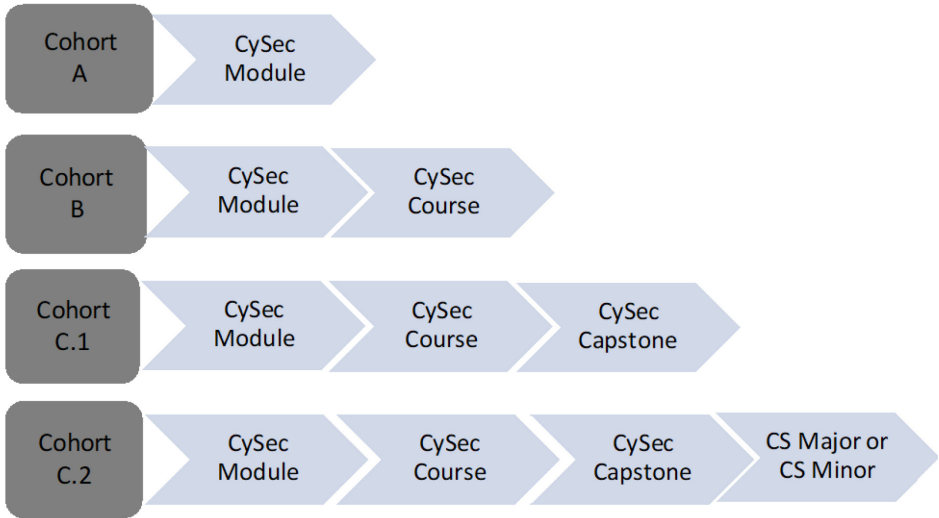 Cohort
A
CySec
Module
Cohort
B
CySec
Module
CySec
Course
Cohort
C.1
CySec
Module
CySec
Course
CySec
Capstone
Cohort
C.2
CySec
Module
CySec
Course
CySec
Capstone
CS Major or
CS Minor